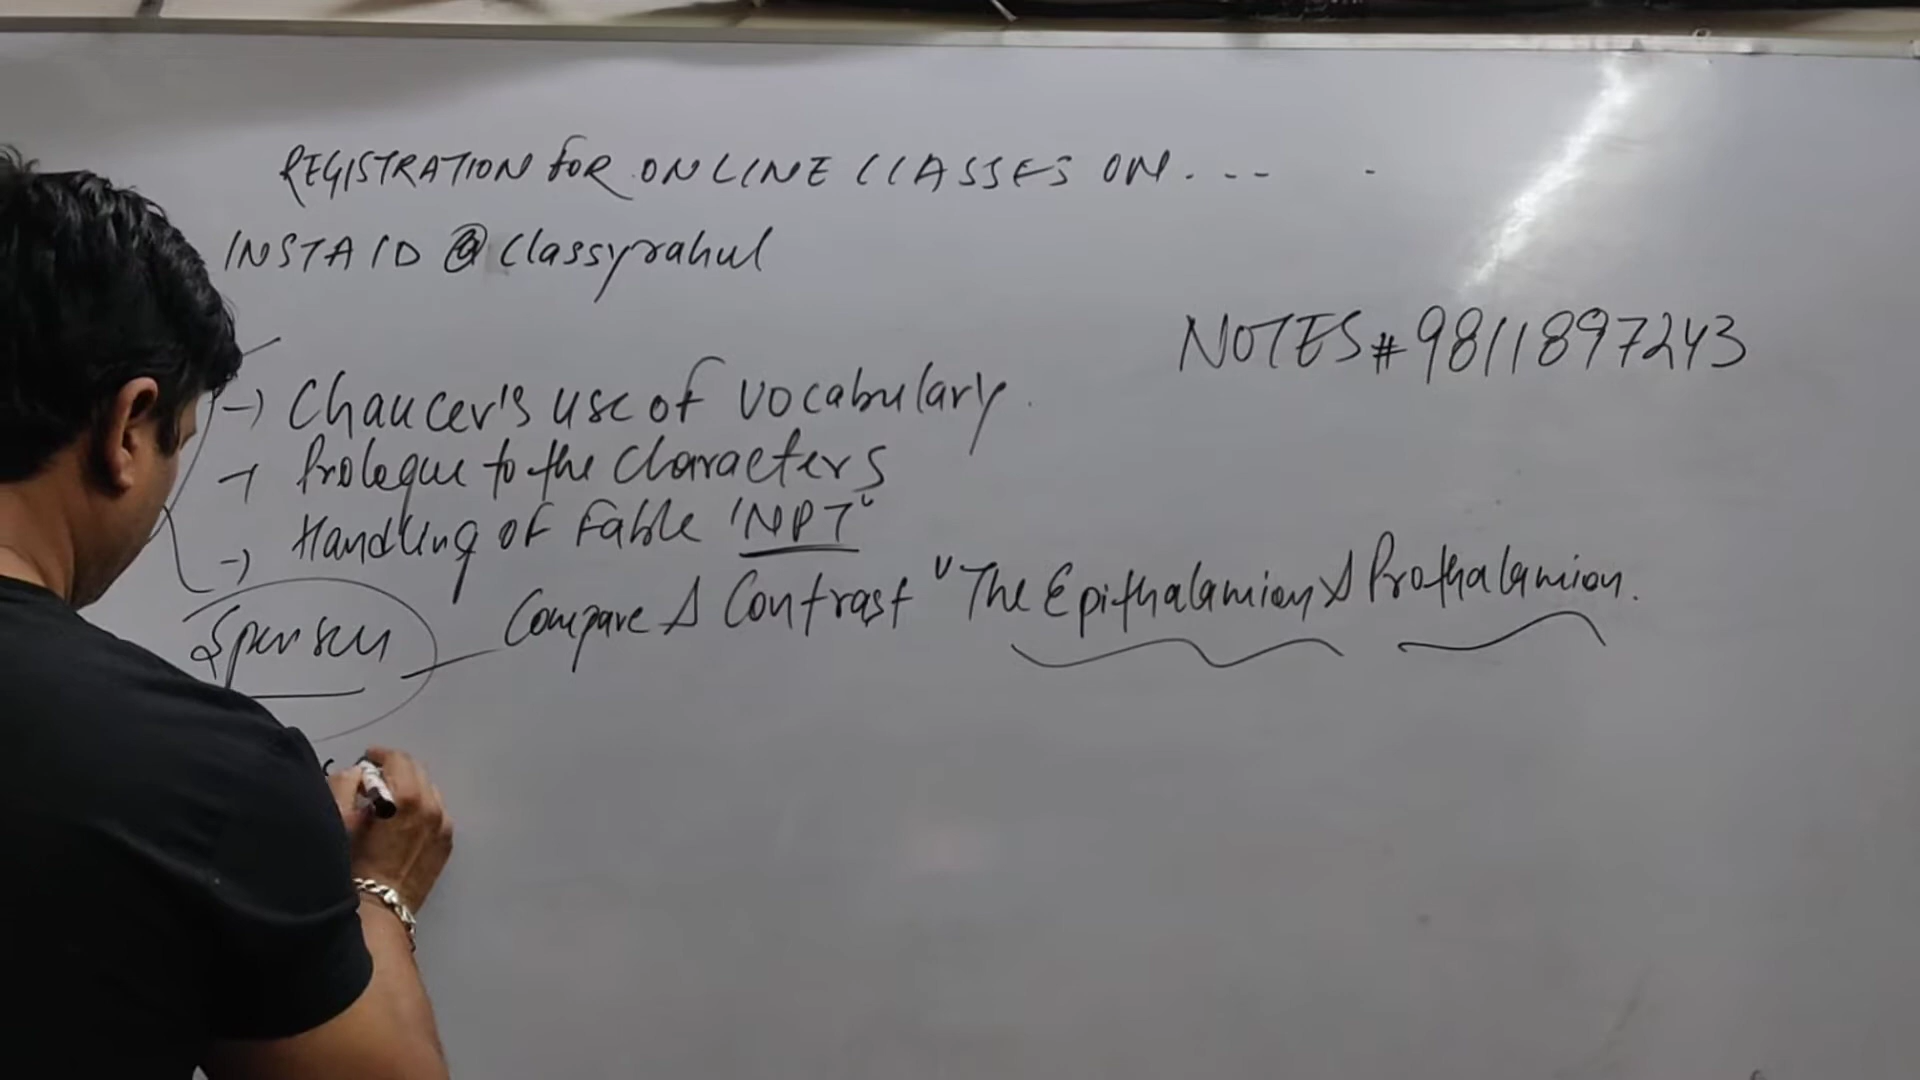 REGISTRATION FOR ONLINE CLASSES ON....
INSTA ID @classyrahul
NOTES # 9811897243
-> Chaucer's use of vocabulary.
-> Prologue to the characters
-> Handling of Fable 'NPT"
Spenser - Compare & Contrast "The Epithalamion & Prothalamion.